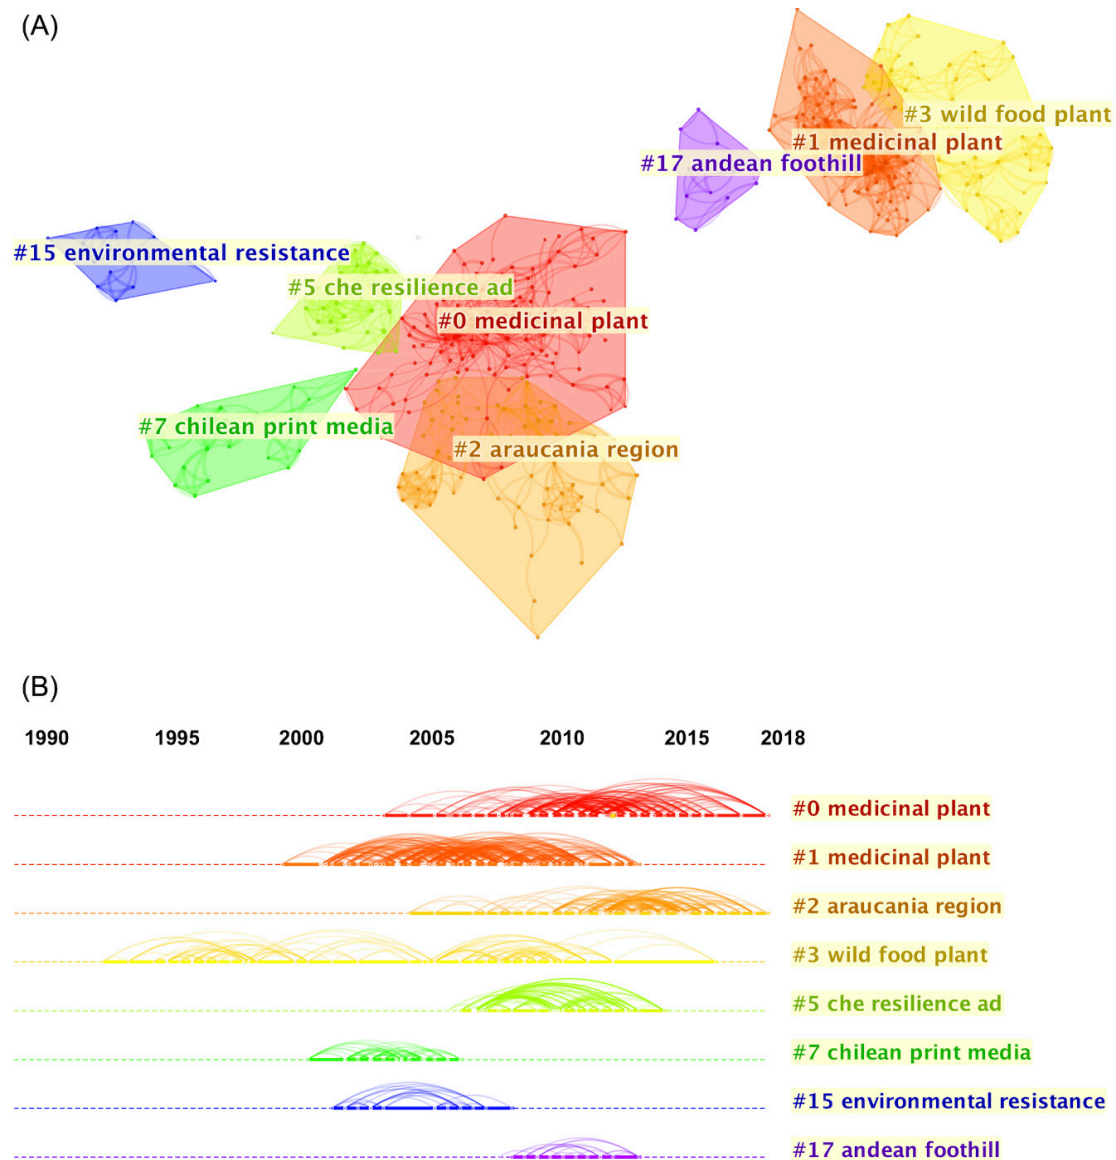 (A)
#3 wild food plant
#1 medicinal plant
#17 andean foothill
#15 environmental resistance
#5 che resilience ad
#0 medicinal plant
#7 chilean print media
#2 araucania region
(B)
1990 1995 2000 2005 2010 2015 2018
#0 medicinal plant
#1 medicinal plant
#2 araucania region
#3 wild food plant
#5 che resilience ad
#7 chilean print media
#15 environmental resistance
#17 andean foothill